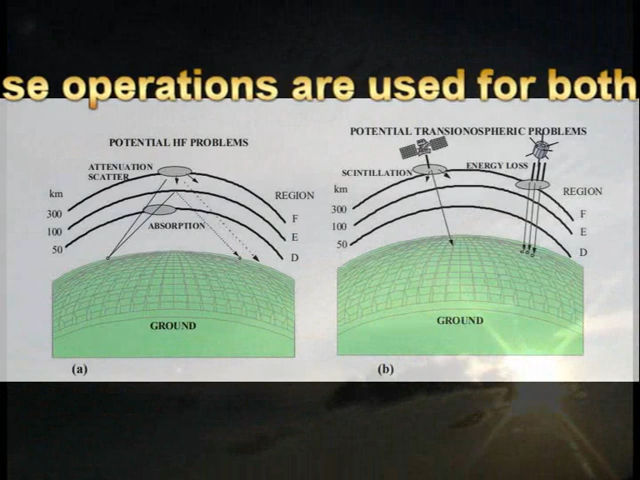 se operations are used for both
POTENTIAL HF PROBLEMS
ATTENUATION
SCATTER
km
REGION
300
F
100
ABSORPTION
E
50
D
GROUND
(a)
POTENTIAL TRANSIONOSPHERIC PROBLEMS
ENERGY LOSS
SCINTILLATION
km
REGION
300
F
100
E
50
D
GROUND
(b)